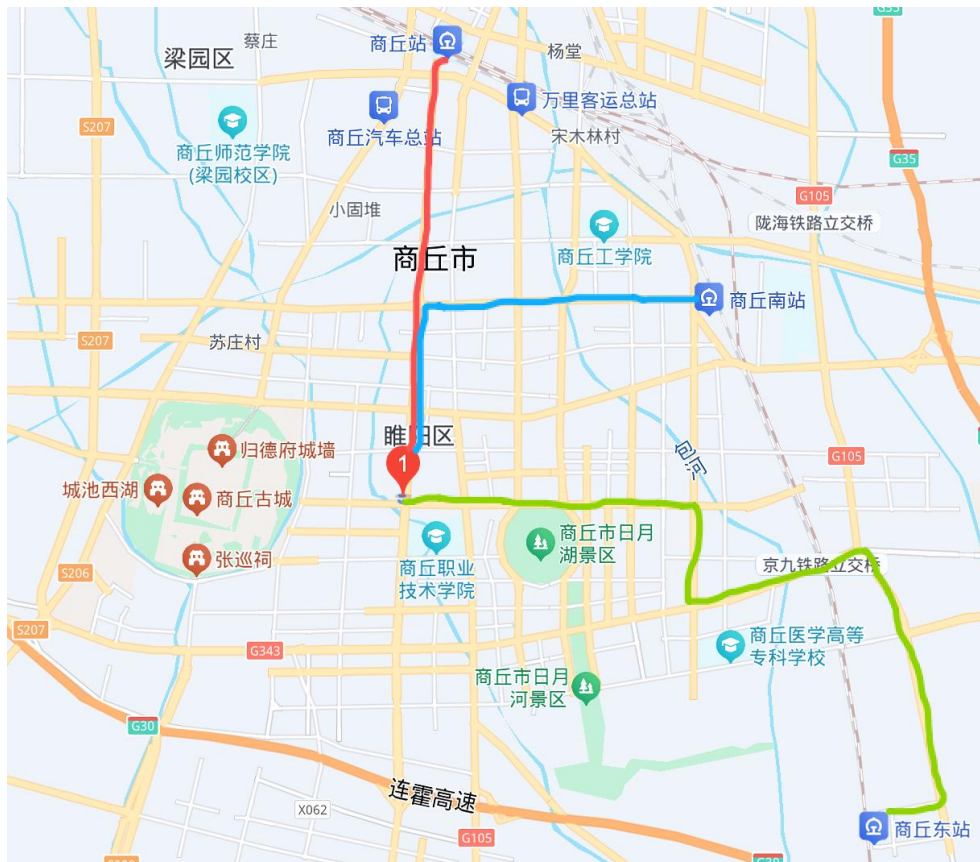 G35
商丘站
蔡庄
杨堂
梁园区
万里客运总站
S207
商丘汽车总站
宋木林村
商丘师范学院
(梁园校区)
G35
G105
小固堆
陇海铁路立交桥
商丘工学院
商丘市
商丘南站
S207
苏庄村
睢阳区
归德府城墙
包河
G105
1
城池西湖
商丘古城
商丘市日月
湖景区
张巡祠
商丘职业
技术学院
京九铁路立交桥
S206
S207
G343
商丘医学高等
专科学校
商丘市日月
河景区
G30
连霍高速
X062
G105
商丘东站